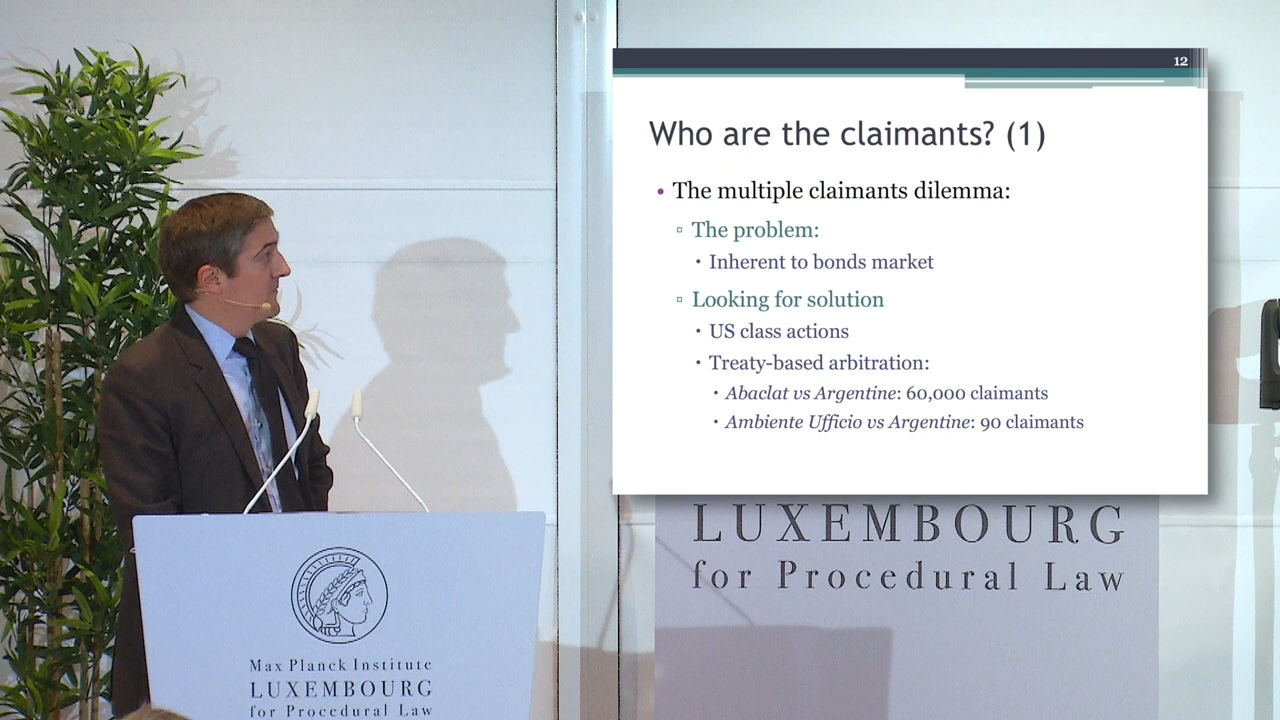 12
Who are the claimants? (1)
• The multiple claimants dilemma:
▫ The problem:
• Inherent to bonds market
▫ Looking for solution
• US class actions
• Treaty-based arbitration:
• Abaclat vs Argentine: 60,000 claimants
• Ambiente Ufficio vs Argentine: 90 claimants
LUXEMBOURG
for Procedural Law
Max Planck Institute
LUXEMBOURG
for Procedural Law